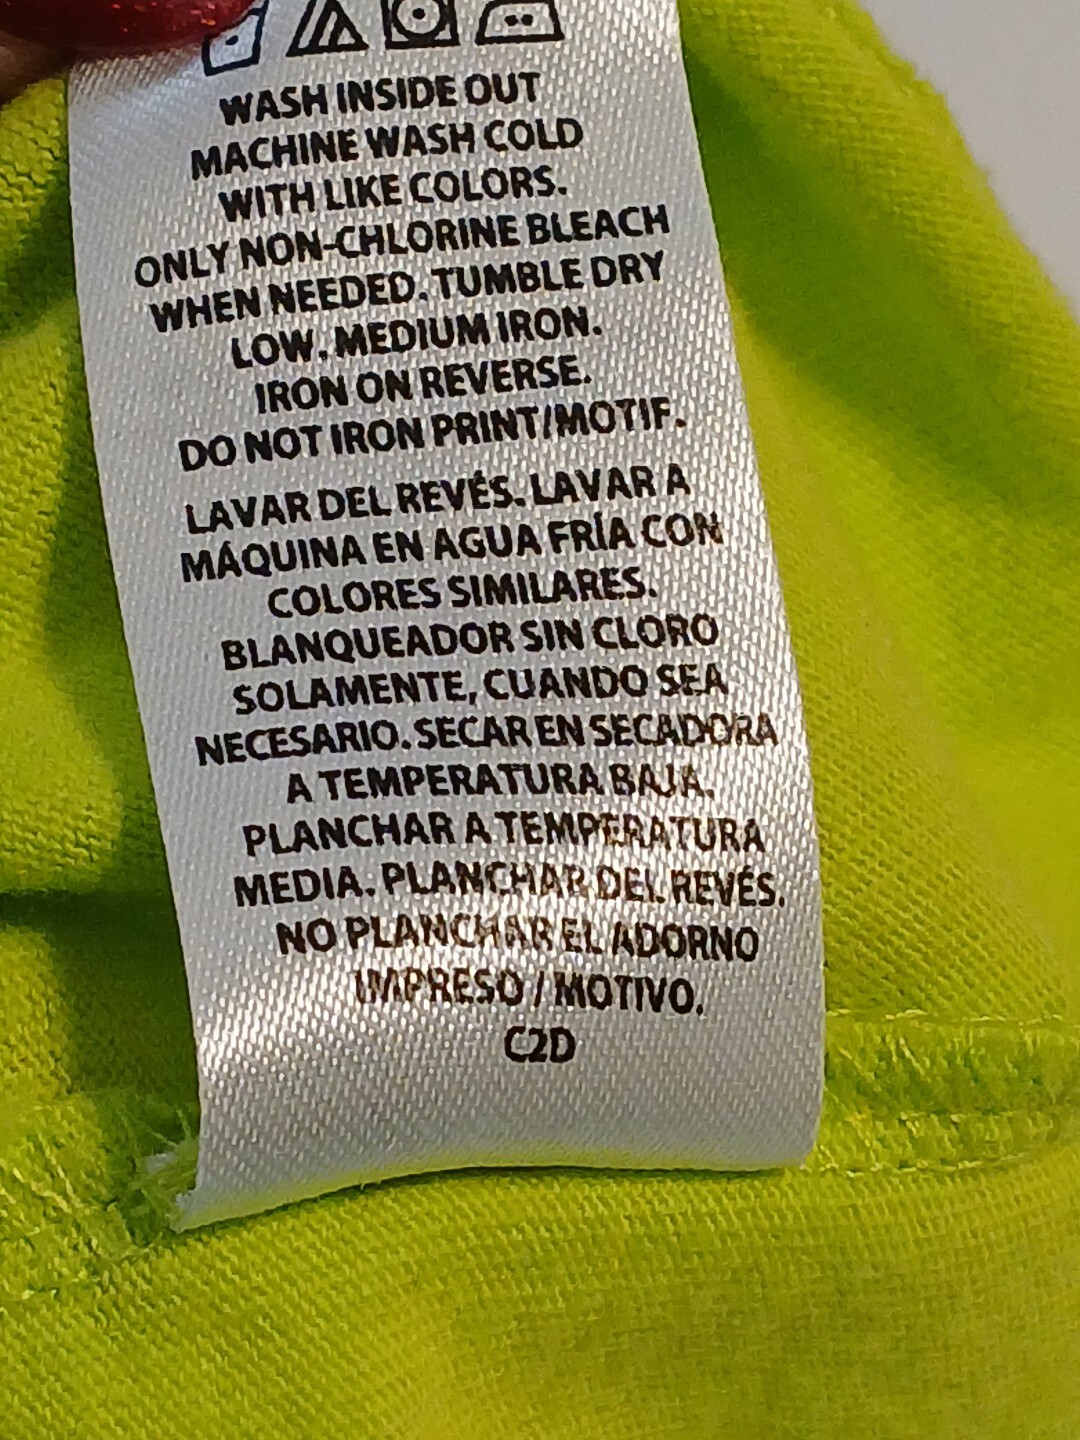 WASH INSIDE OUT
MACHINE WASH COLD
WITH LIKE COLORS.
ONLY NON-CHLORINE BLEACH
WHEN NEEDED. TUMBLE DRY
LOW. MEDIUM IRON.
IRON ON REVERSE.
DO NOT IRON PRINT/MOTIF.
LAVAR DEL REVÉS. LAVAR A
MÁQUINA EN AGUA FRÍA CON
COLORES SIMILARES.
BLANQUEADOR SIN CLORO
SOLAMENTE, CUANDO SEA
NECESARIO. SECAR EN SECADORA
A TEMPERATURA BAJA.
PLANCHAR A TEMPERATURA
MEDIA. PLANCHAR DEL REVÉS.
NO PLANCHAR EL ADORNO
IMPRESO / MOTIVO.
C2D